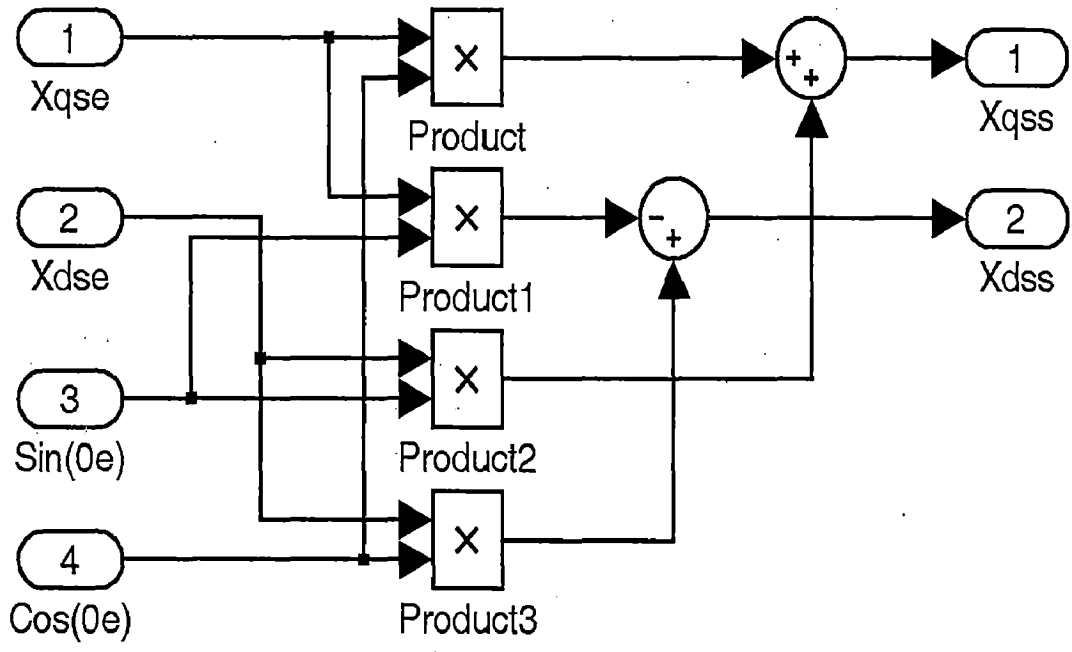 1
Xqse
×
Product
+
+
1
Xqss
2
Xdse
×
Product1
-
+
2
Xdss
3
Sin(0e)
×
Product2
4
Cos(0e)
×
Product3